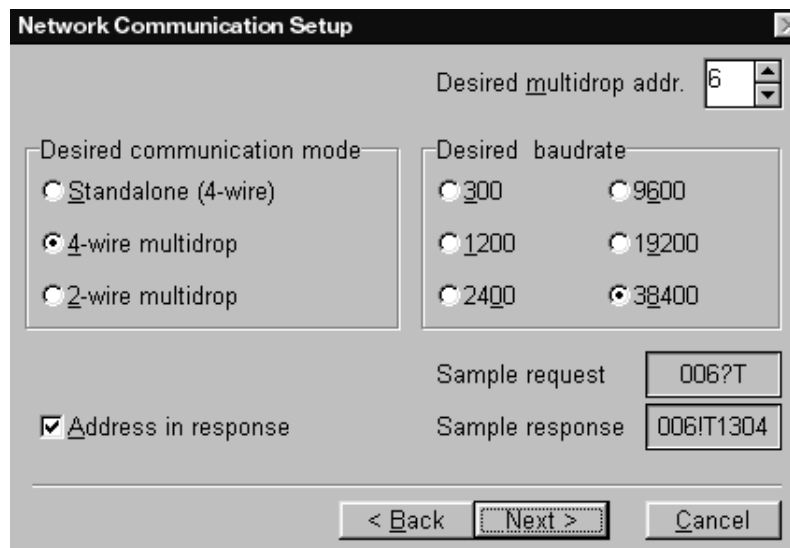 Network Communication Setup
Desired multidrop addr. 6
Desired communication mode
Standalone (4-wire)
4-wire multidrop
2-wire multidrop
Desired baudrate
300
9600
1200
19200
2400
38400
Sample request 006?T
Address in response
Sample response 006!T1304
< Back
Next >
Cancel